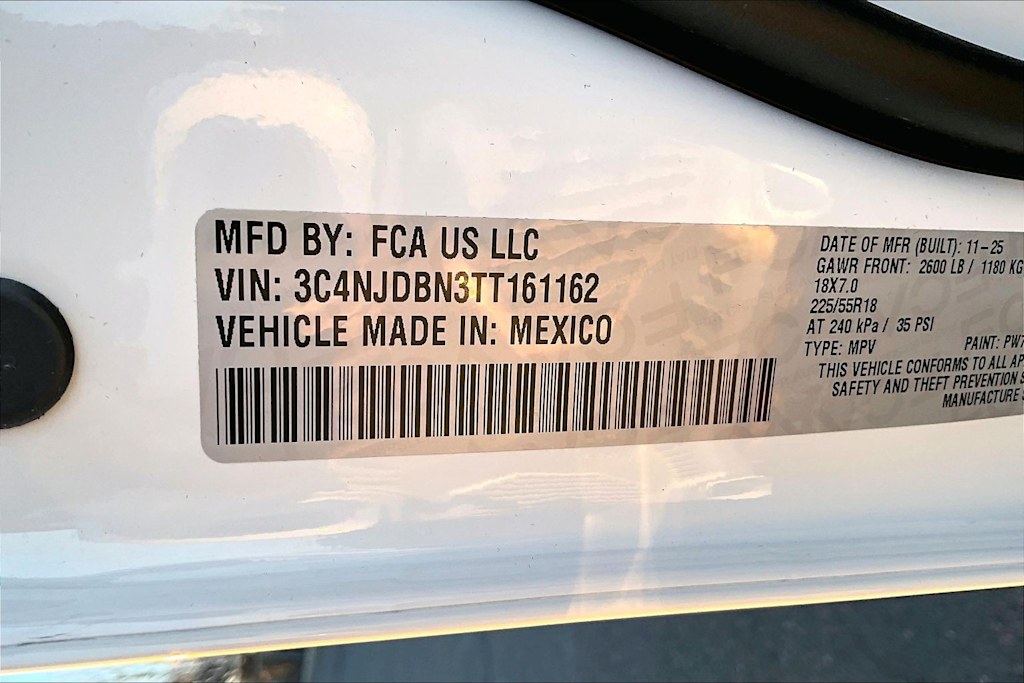 MFD BY: FCA US LLC
VIN: 3C4NJDBN3TT161162
VEHICLE MADE IN: MEXICO
DATE OF MFR (BUILT): 11-25
GAWR FRONT: 2600 LB / 1180 KG
18X7.0
225/55R18
AT 240 kPa / 35 PSI
TYPE: MPV PAINT: PW7
THIS VEHICLE CONFORMS TO ALL AP
SAFETY AND THEFT PREVENTION S
MANUFACTURE S